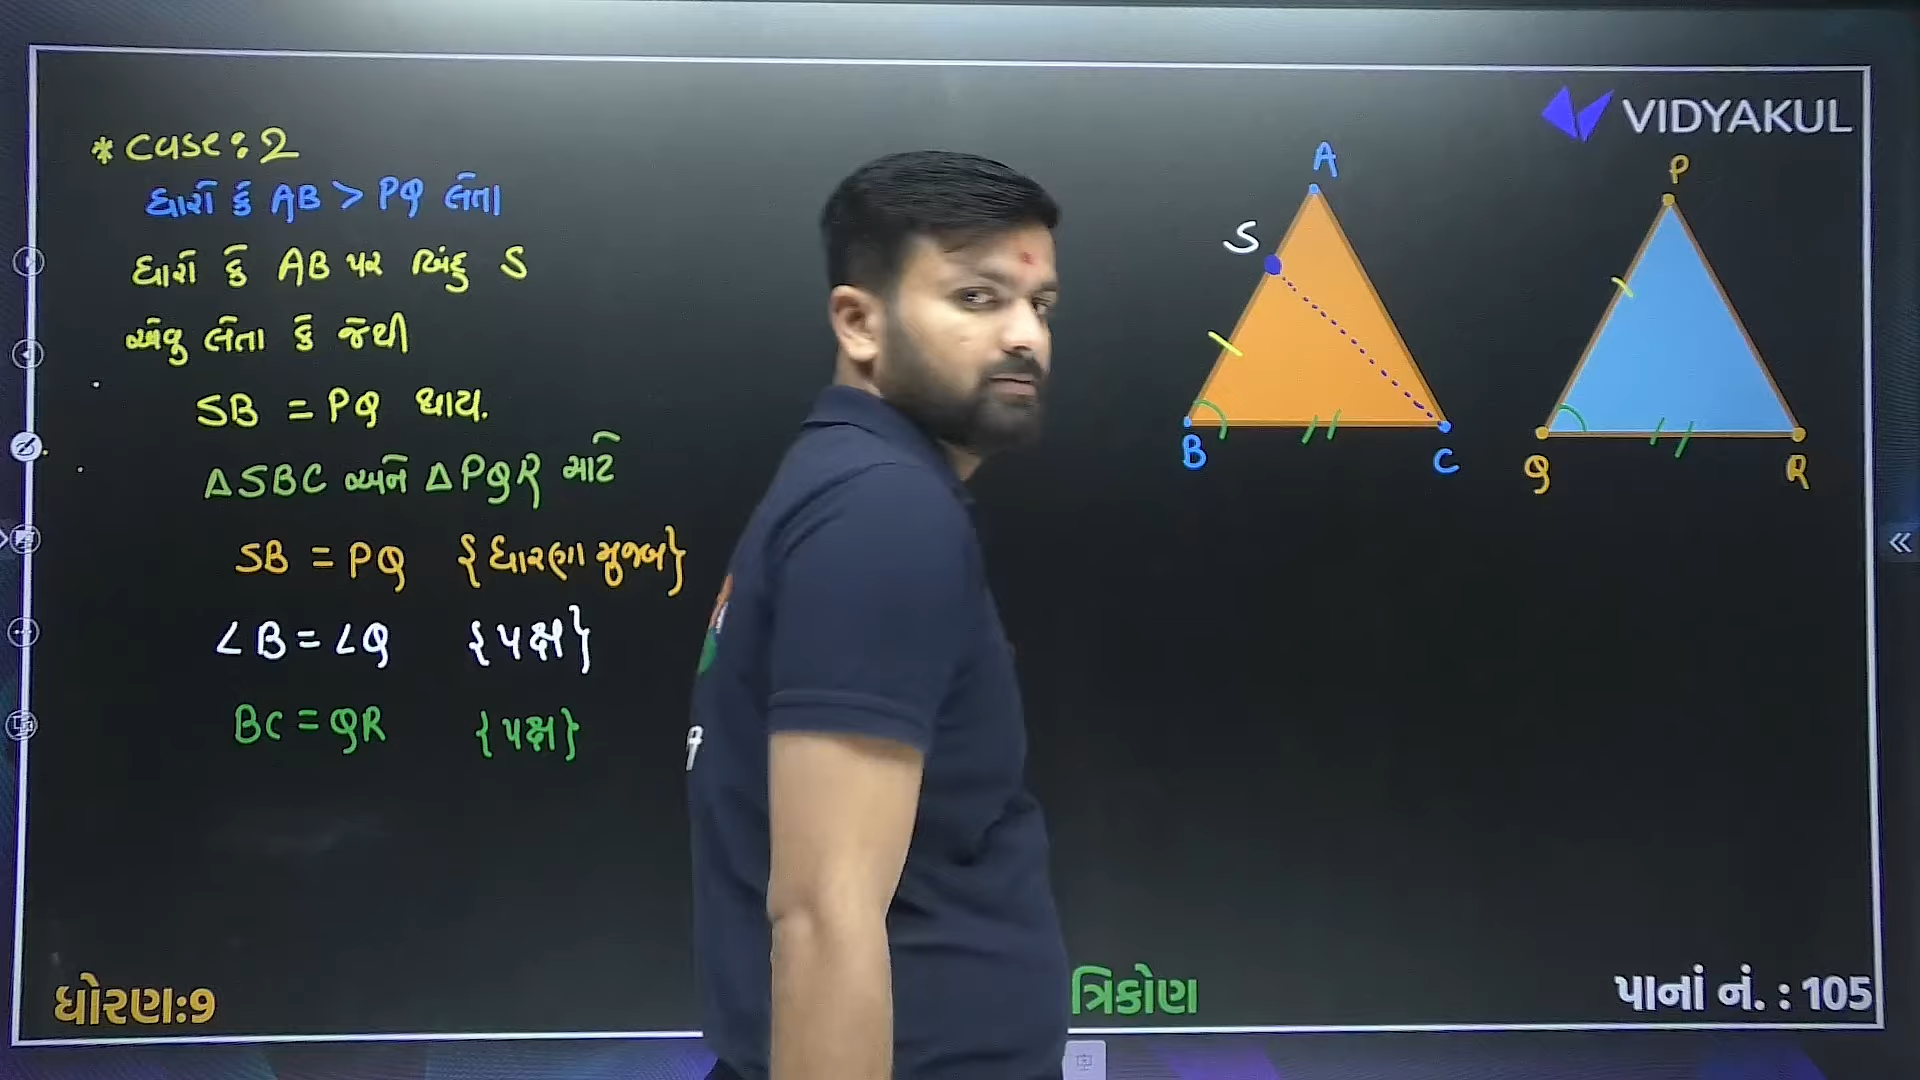 * Case: 2
ધારો કે AB > PQ લેતા
ધારો કે AB પર બિંદુ S
એવુ લેતા કે જેથી
SB = PQ થાય.
ΔSBC અને ΔPQR માટે
SB = PQ {ધારણા મુજબ}
∠B = ∠Q {પક્ષ}
BC = QR {પક્ષ}
VIDYAKUL
A
P
S
B
C
Q
R
ધોરણ:9
ત્રિકોણ
પાનાં નં. : 105